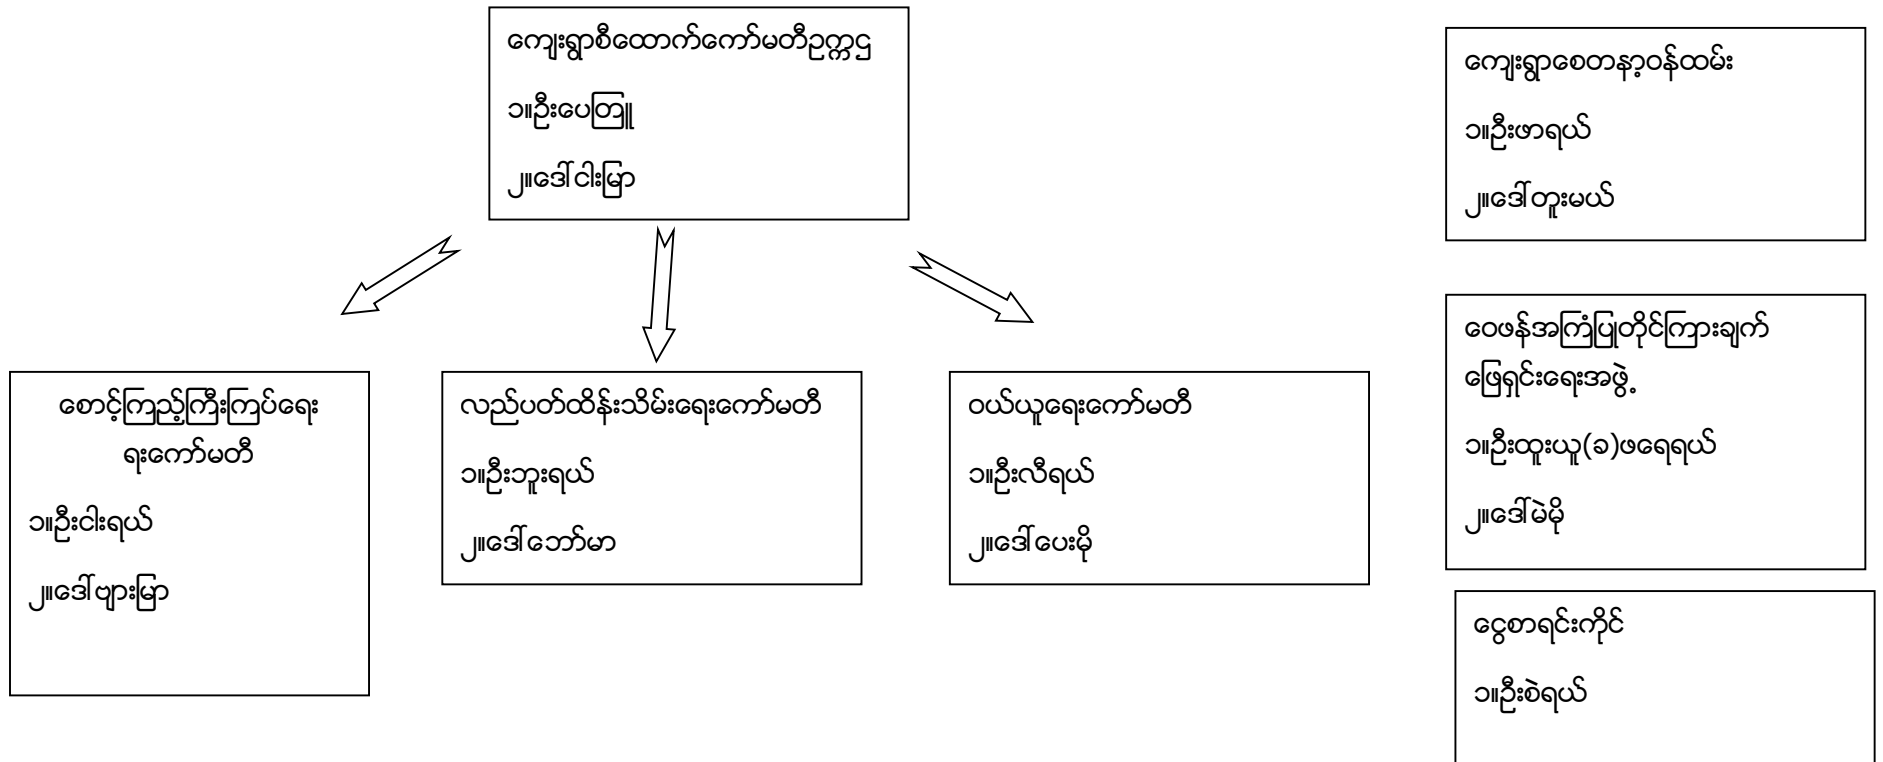 ကျေးရွာစီထောက်ကော်မတီဥက္ကဌ
၁။ဦးပေတြူ
၂။ဒေါ်ငါးမြာ
စောင့်ကြည့်ကြီးကြပ်ရေး
ရးကော်မတီ
၁။ဦးငါးရယ်
၂။ဒေါ်ဗျားမြာ
လည်ပတ်ထိန်းသိမ်းရေးကော်မတီ
၁။ဦးဘူးရယ်
၂။ဒေါ်ဘော်မာ
ဝယ်ယူရေးကော်မတီ
၁။ဦးလီရယ်
၂။ဒေါ်ပေးမို
ကျေးရွာစေတနာ့ဝန်ထမ်း
၁။ဦးဖာရယ်
၂။ဒေါ်တူးမယ်
ဝေဖန်အကြံပြုတိုင်ကြားချက်
ဖြေရှင်းရေးအဖွဲ့
၁။ဦးထူးယူ(ခ)ဖရေရယ်
၂။ဒေါ်မဲမို
ငွေစာရင်းကိုင်
၁။ဦးစဲရယ်